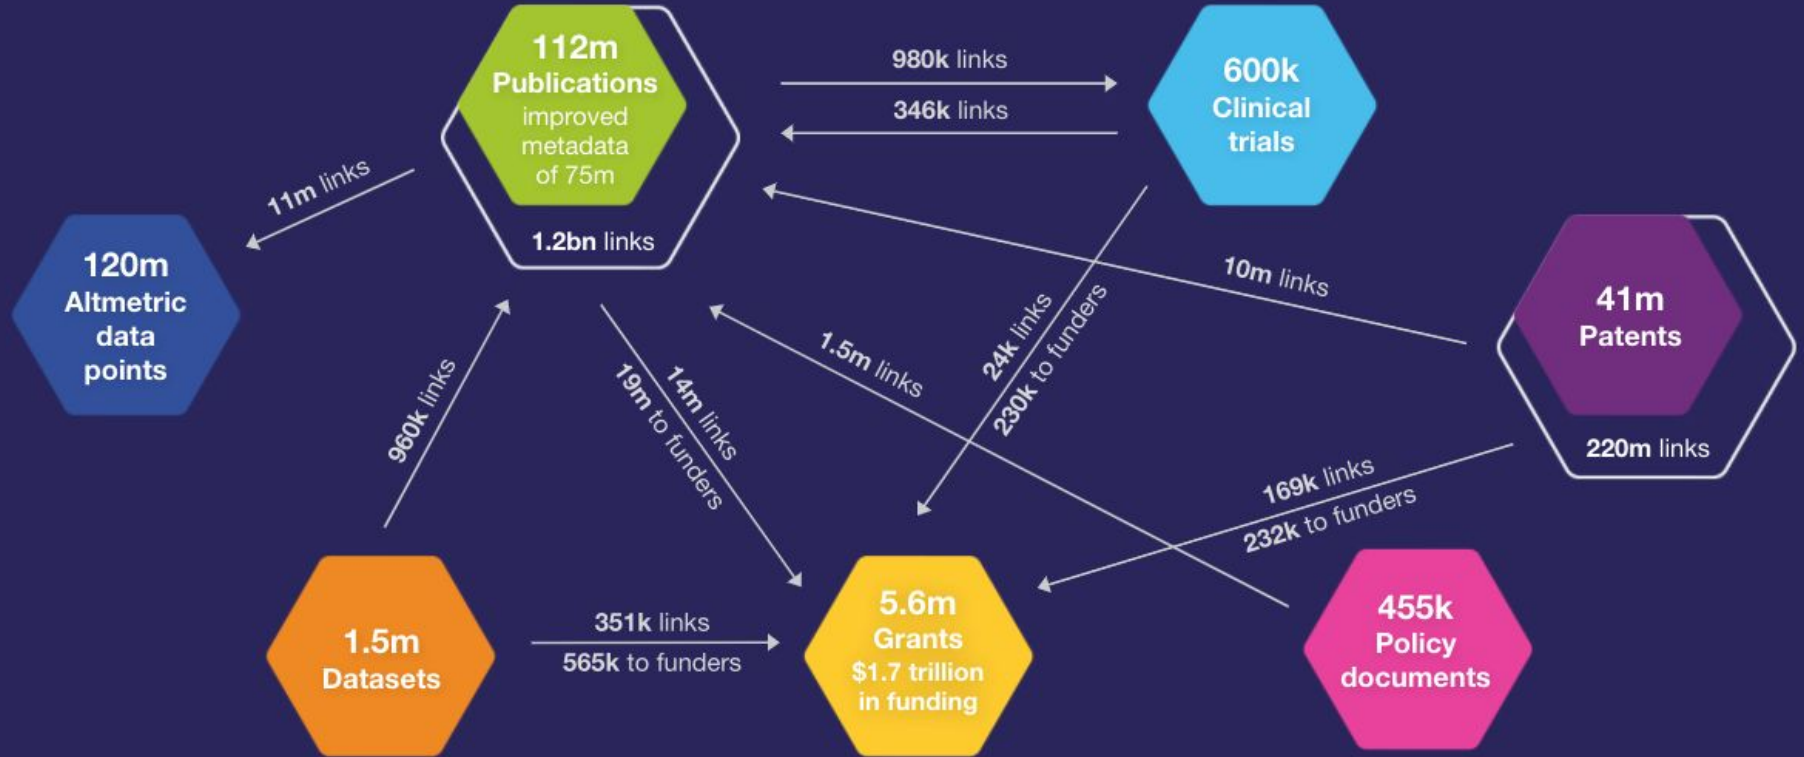 112m
Publications
improved
metadata
of 75m
1.2bn links
980k links
346k links
600k
Clinical
trials
11m links
120m
Altmetric
data
points
10m links
41m
Patents
220m links
960k links
14m links
19m to funders
1.5m links
24k links
230k to funders
169k links
232k to funders
1.5m
Datasets
351k links
565k to funders
5.6m
Grants
$1.7 trillion
in funding
455k
Policy
documents